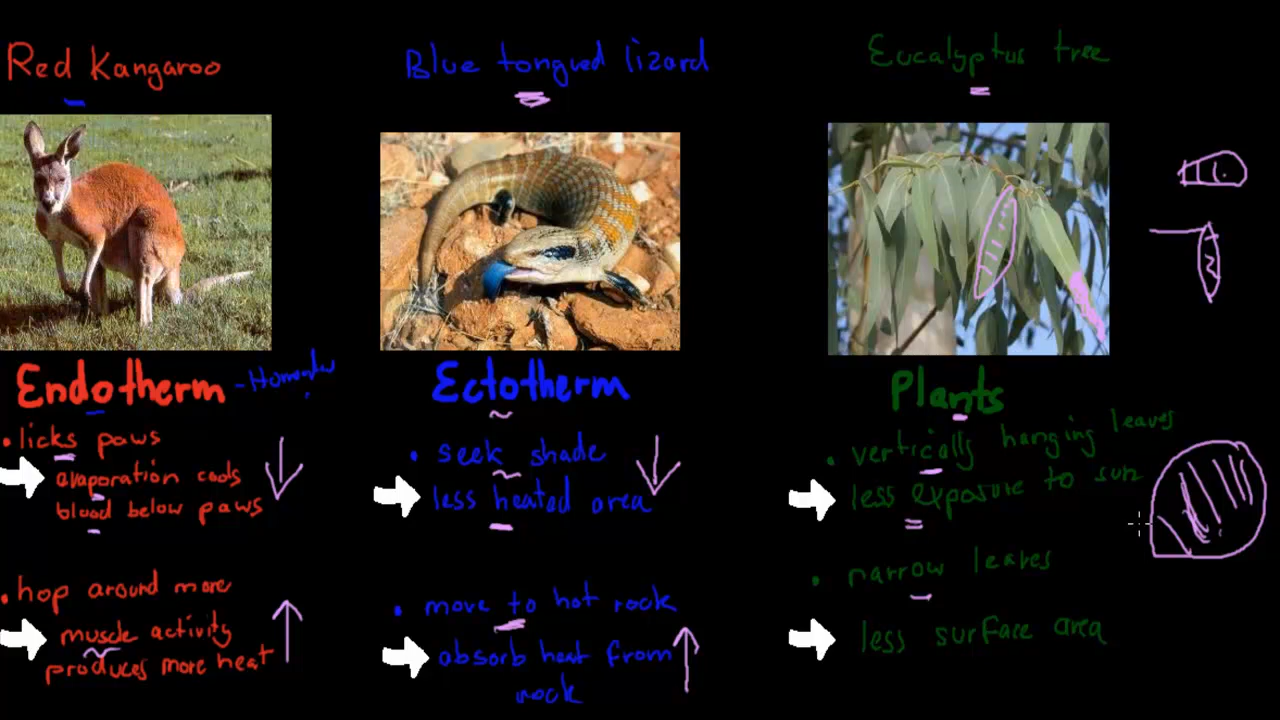 Red Kangaroo
Endotherm
• licks paws
evaporation cools
blood below paws
• hop around more
muscle activity
produces more heat
Blue tongued lizard
Ectotherm
• seek shade
less heated area
• move to hot rock
absorb heat from
rock
Eucalyptus tree
Plants
• vertically hanging leaves
less exposure to sun
• narrow leaves
less surface area